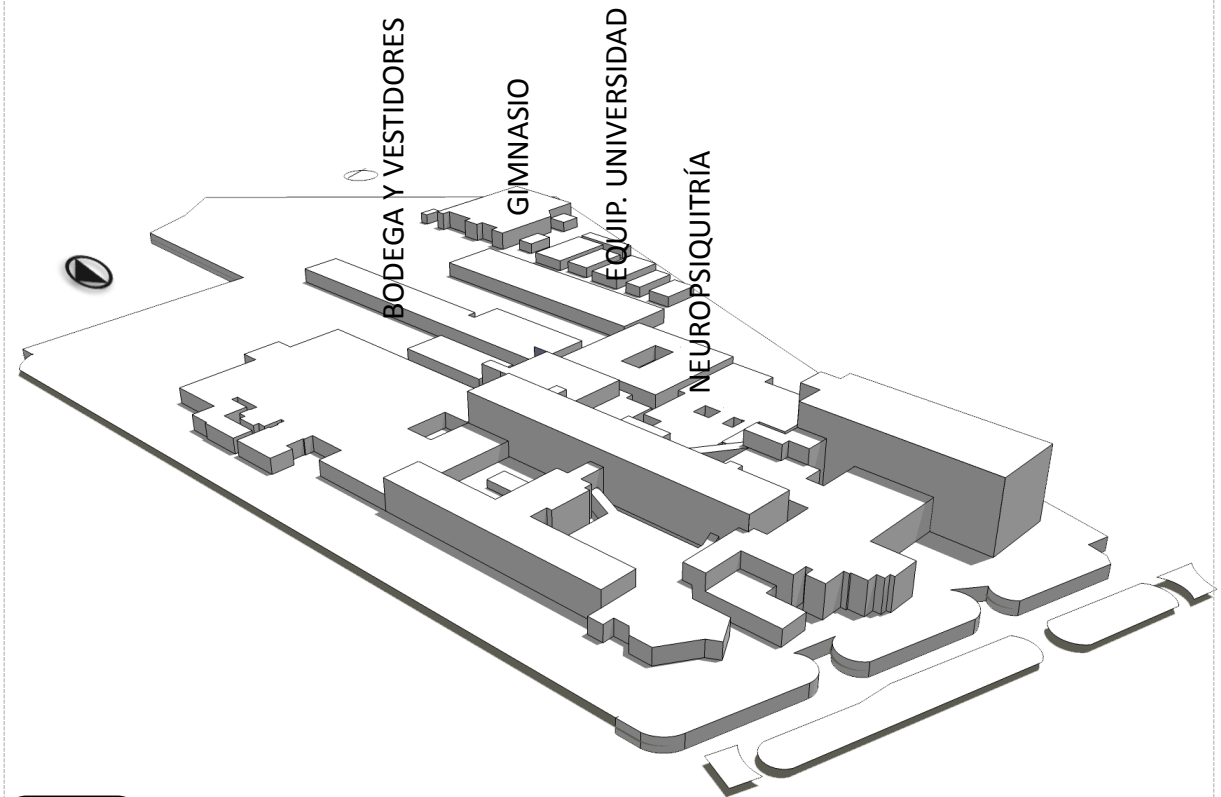 BODEGA Y VESTIDORES
GIMNASIO
EQUIP. UNIVERSIDAD
NEUROPSIQUITRÍA